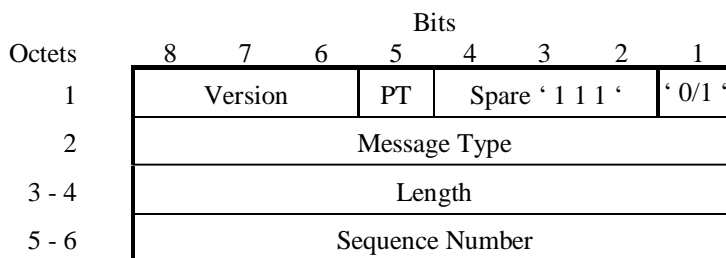 Bits
Octets 8 7 6 5 4 3 2 1
1 Version PT Spare ‘ 1 1 1 ‘ ‘ 0/1 ‘
2 Message Type
3 - 4 Length
5 - 6 Sequence Number